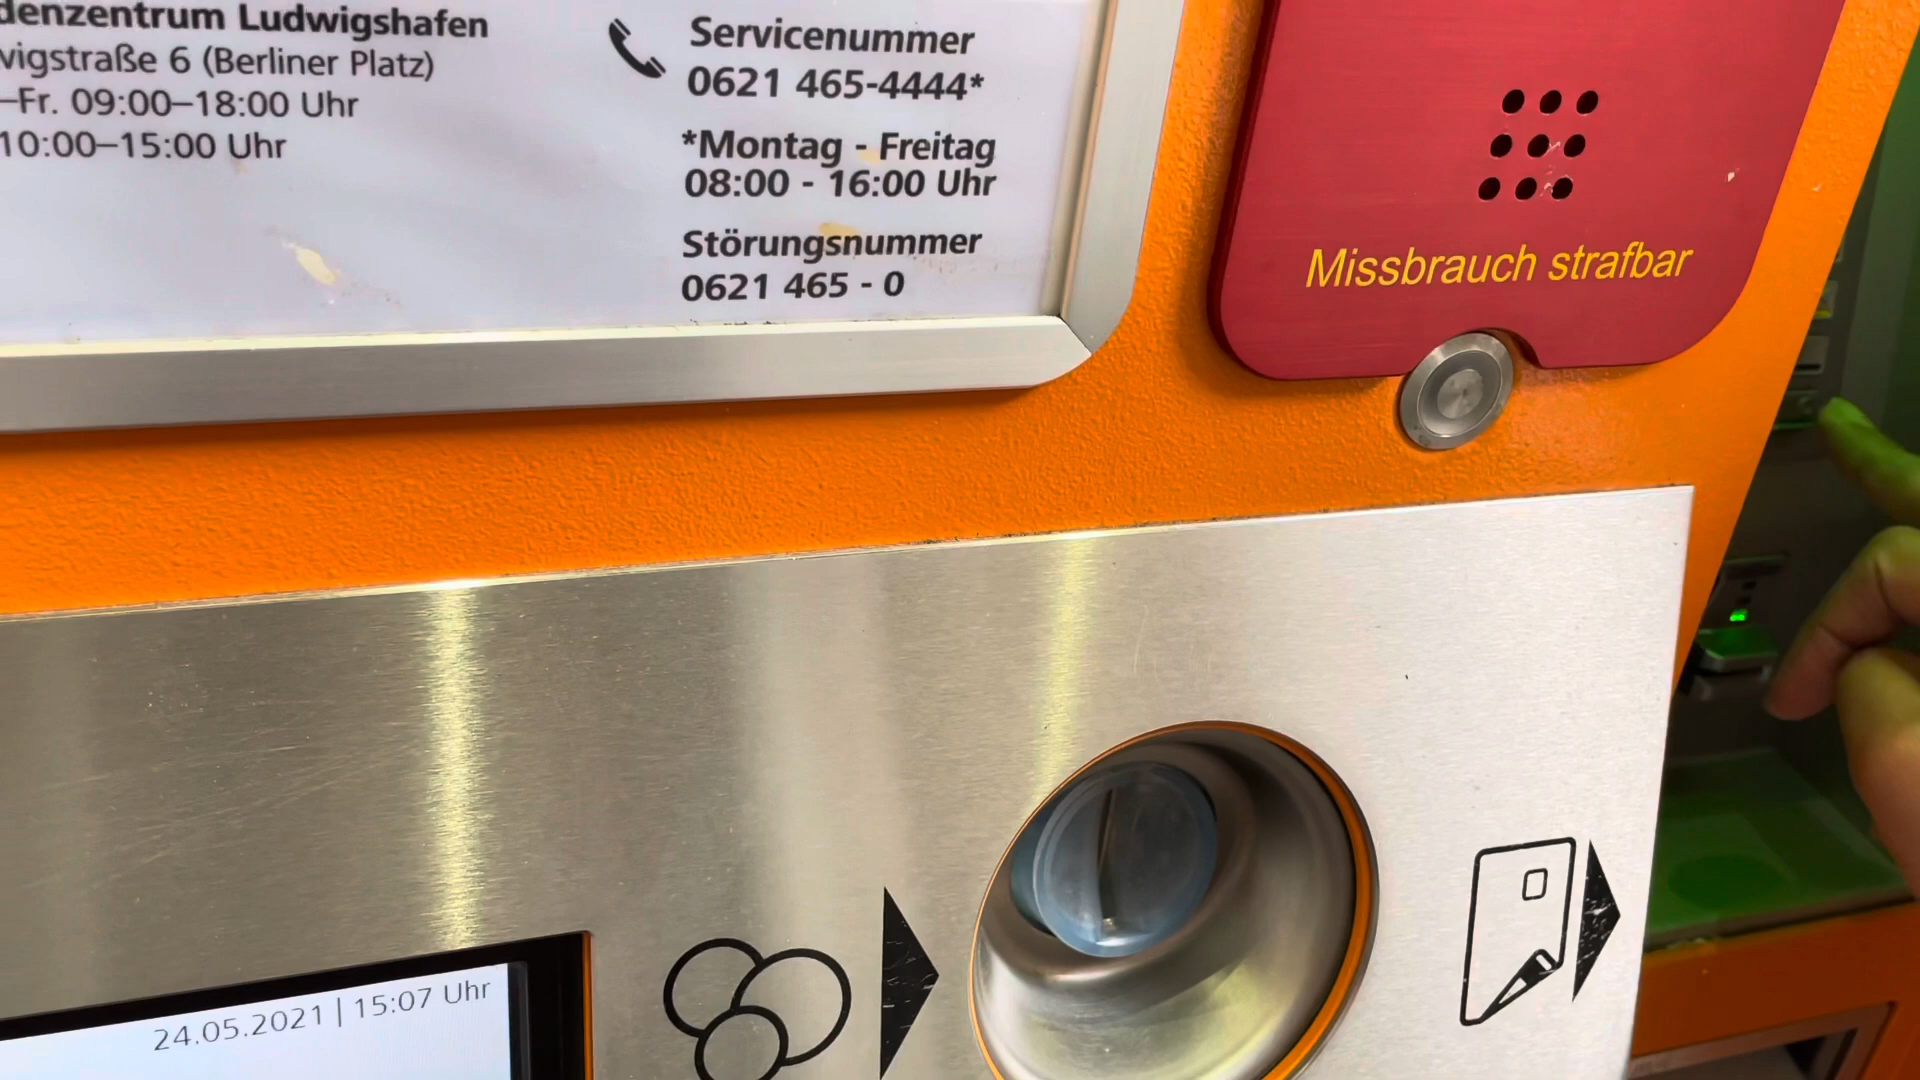 denzentrum Ludwigshafen
wigstraße 6 (Berliner Platz)
–Fr. 09:00–18:00 Uhr
10:00–15:00 Uhr
Servicenummer
0621 465-4444*
*Montag - Freitag
08:00 - 16:00 Uhr
Störungsnummer
0621 465 - 0
Missbrauch strafbar
24.05.2021 | 15:07 Uhr